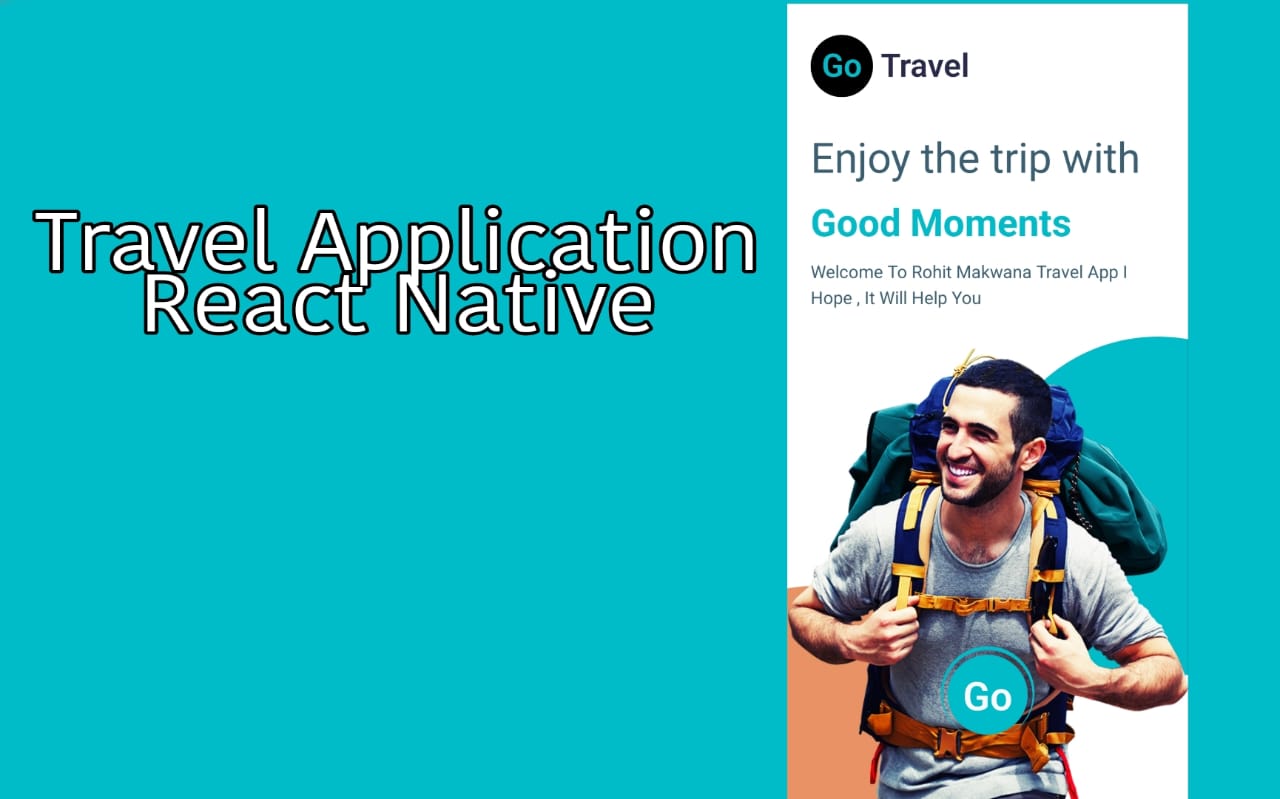 Travel Application
React Native
Go Travel
Enjoy the trip with
Good Moments
Welcome To Rohit Makwana Travel App I
Hope , It Will Help You
Go